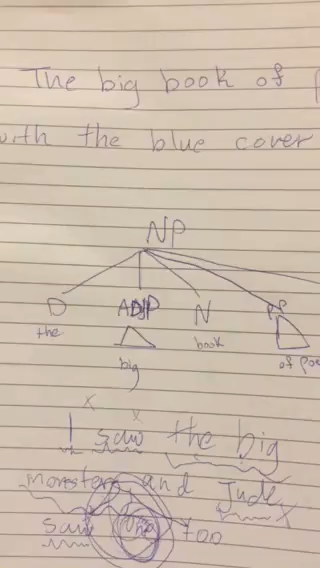 The big book of
with the blue cover
NP
D ADJP N PP
the big book of
I saw the big
monsters and Jude
saw too